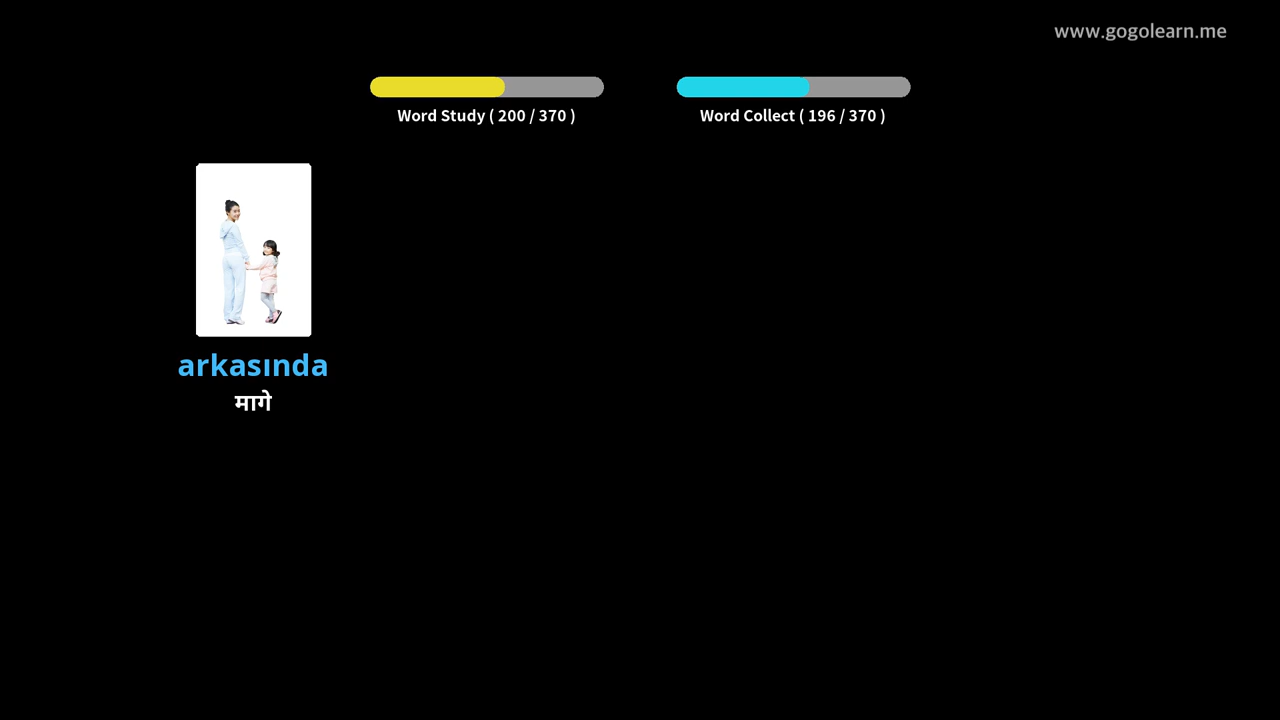 www.gogolearn.me
Word Study ( 200 / 370 )
Word Collect ( 196 / 370 )
arkasında
मागे